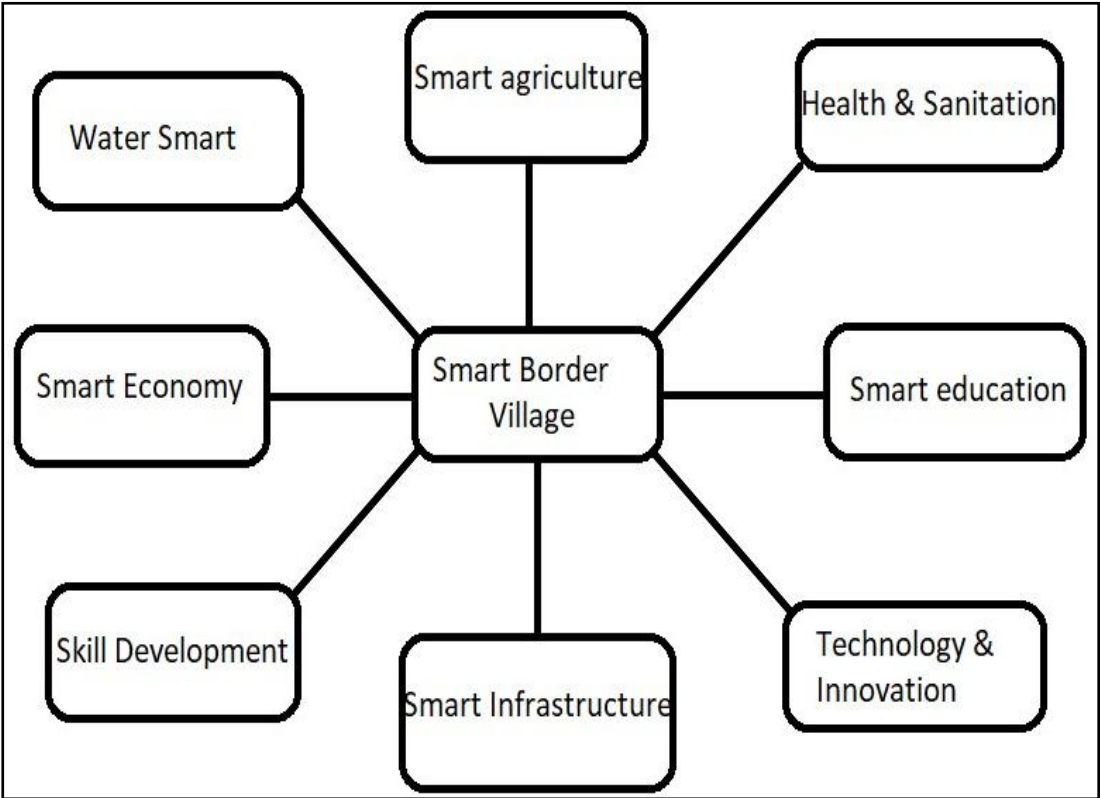 Smart agriculture
Health & Sanitation
Water Smart
Smart Border
Village
Smart Economy
Smart education
Skill Development
Smart Infrastructure
Technology &
Innovation